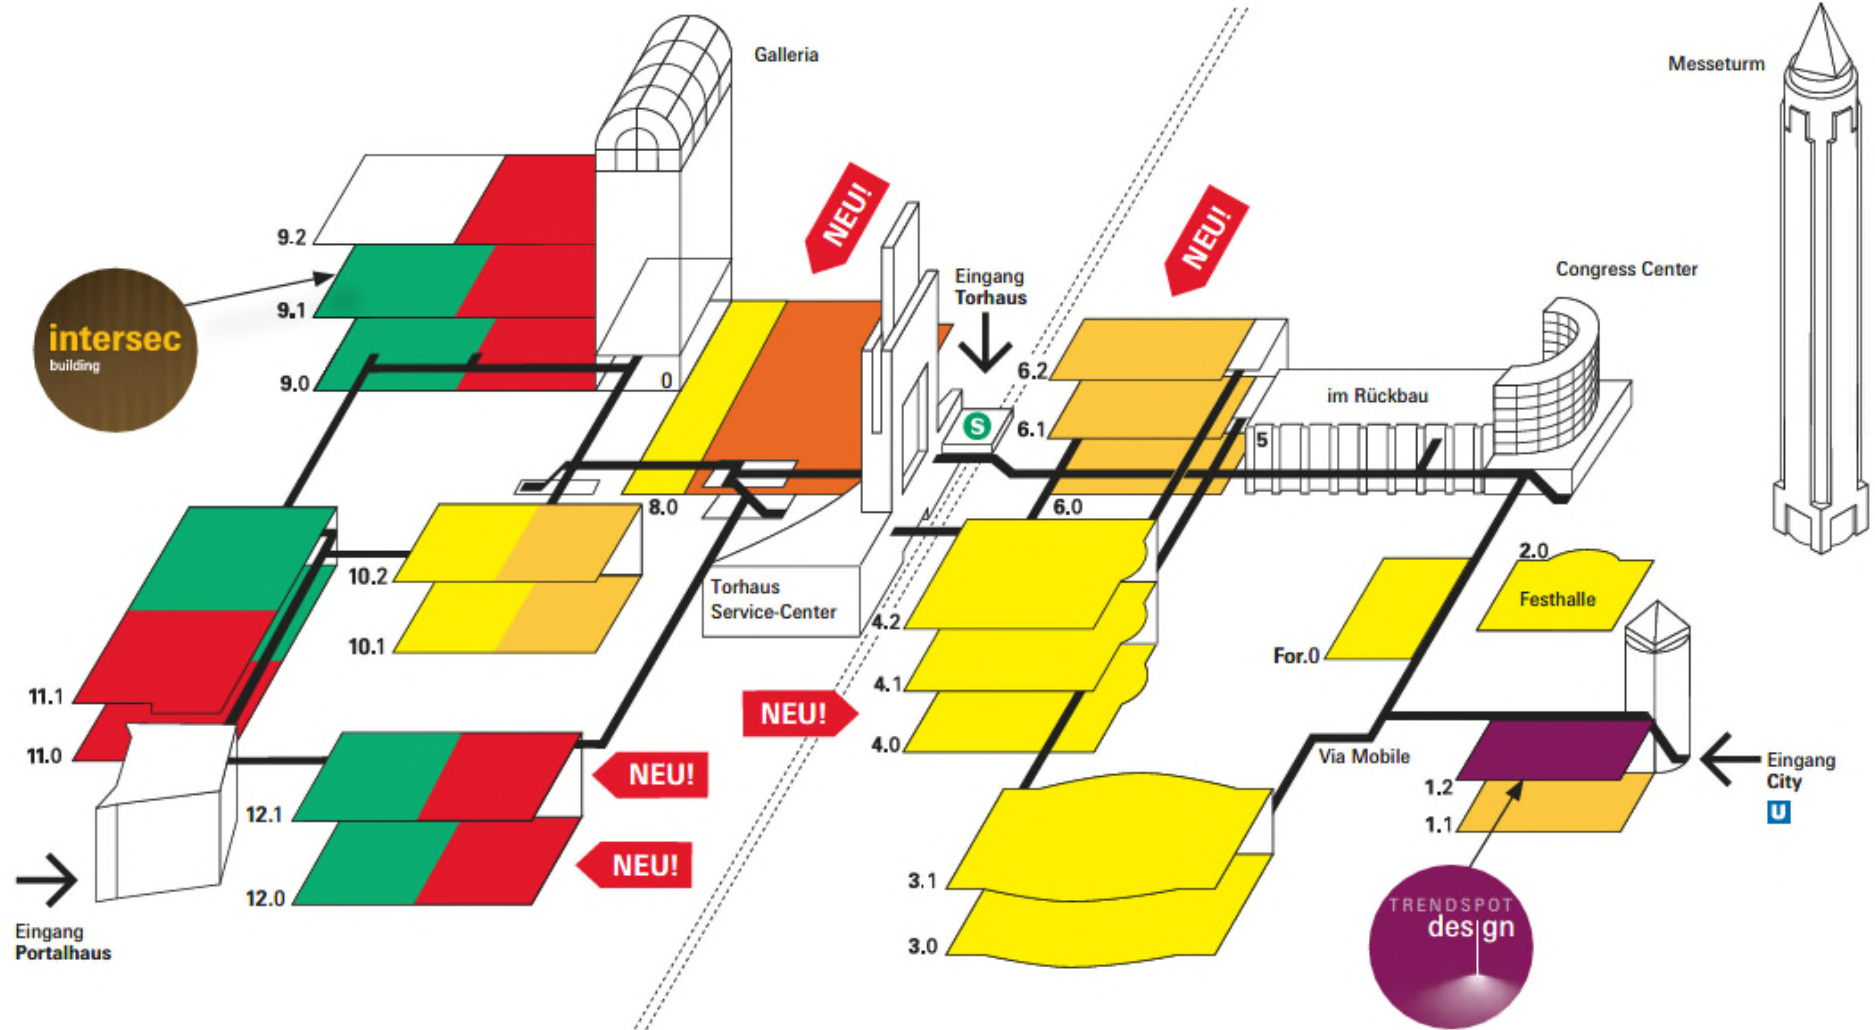 Galleria
Messeturm
NEU!
NEU!
9.2
Eingang
Torhaus
Congress Center
intersec
building
9.1
9.0
0
6.2
im Rückbau
S
6.1
5
8.0
6.0
10.2
Torhaus
Service-Center
2.0
Festhalle
4.2
10.1
For.0
11.1
4.1
NEU!
11.0
4.0
Via Mobile
Eingang
City
U
NEU!
1.2
12.1
1.1
NEU!
12.0
3.1
TRENDSPOT
design
Eingang
Portalhaus
3.0